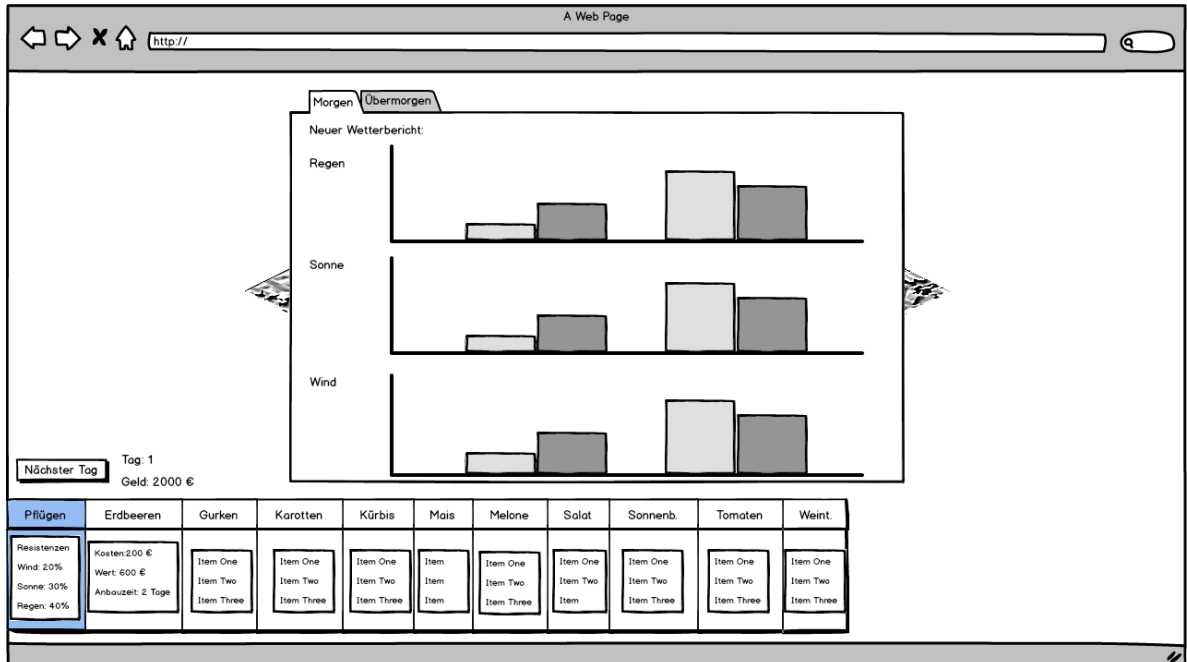 A Web Page
http://
Morgen
Übermorgen
Neuer Wetterbericht:
Regen
Sonne
Wind
Nächster Tag
Tag: 1
Geld: 2000 €
Pflügen
Erdbeeren
Gurken
Karotten
Kürbis
Mais
Melone
Salat
Sonnenb.
Tomaten
Weint.
Resistenzen
Wind: 20%
Sonne: 30%
Regen: 40%
Kosten:200 €
Wert: 600 €
Anbauzeit: 2 Tage
Item One
Item Two
Item Three
Item One
Item Two
Item Three
Item One
Item Two
Item Three
Item
Item
Item
Item One
Item Two
Item Three
Item One
Item Two
Item
Item One
Item Two
Item Three
Item One
Item Two
Item Three
Item One
Item Two
Item Three